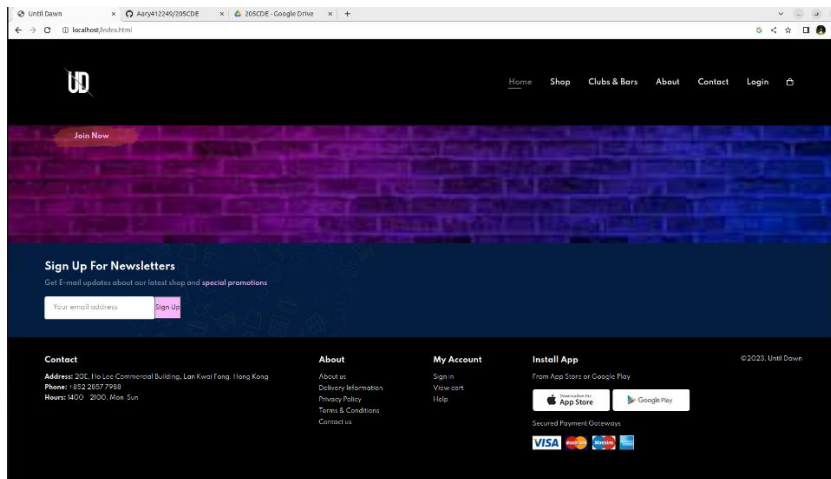 Until Dawn
Aary412249/205CDE
205CDE - Google Drive
localhost/index.html
UD
Home Shop Clubs & Bars About Contact Login
Join Now
Sign Up For Newsletters
Get E-mail updates about our latest shop and special promotions
Your email address
Sign Up
Contact
Address: 20E, Ho Lee Commercial Building, Lan Kwai Fong, Hong Kong
Phone: +852 2857 7988
Hours: 1400 - 2100, Mon - Sun
About
About us
Delivery Information
Privacy Policy
Terms & Conditions
Contact us
My Account
Sign in
View cart
Help
Install App
From App Store or Google Play
App Store
Google Play
Secured Payment Gateways
VISA
©2023, Until Dawn